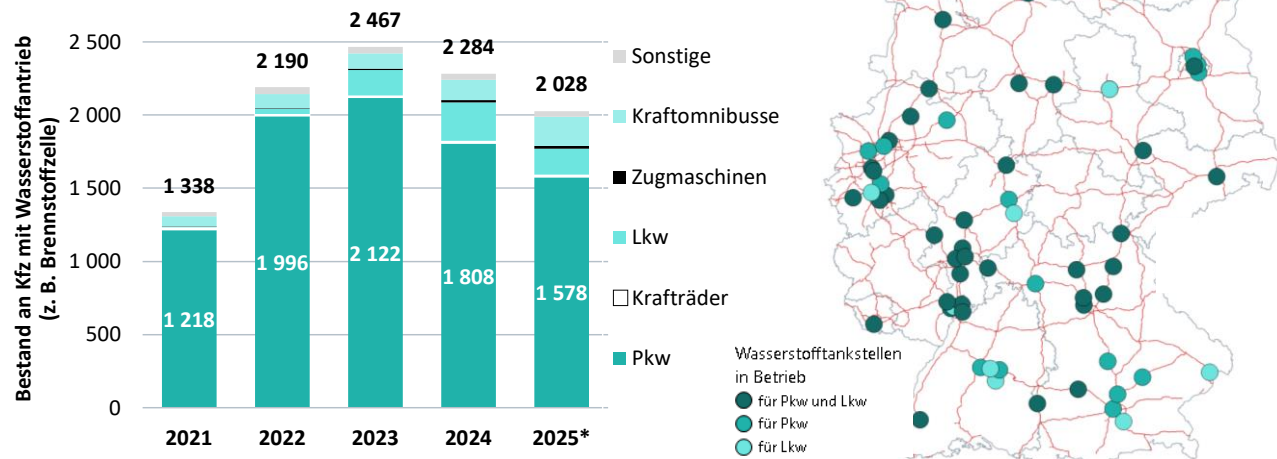 Bestand an Kfz mit Wasserstoffantrieb
(z. B. Brennstoffzelle)
2 500
2 000
1 500
1 000
500
0
1 338
2 190
2 467
2 284
2 028
1 218
1 996
2 122
1 808
1 578
2021
2022
2023
2024
2025*
Sonstige
Kraftomnibusse
Zugmaschinen
Lkw
Krafträder
Pkw
Wasserstofftankstellen
in Betrieb
für Pkw und Lkw
für Pkw
für Lkw